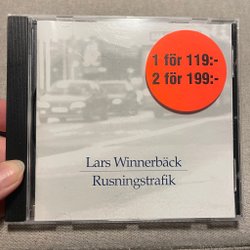 1 för 119:-
2 för 199:-
Lars Winnerbäck
Rusningstrafik